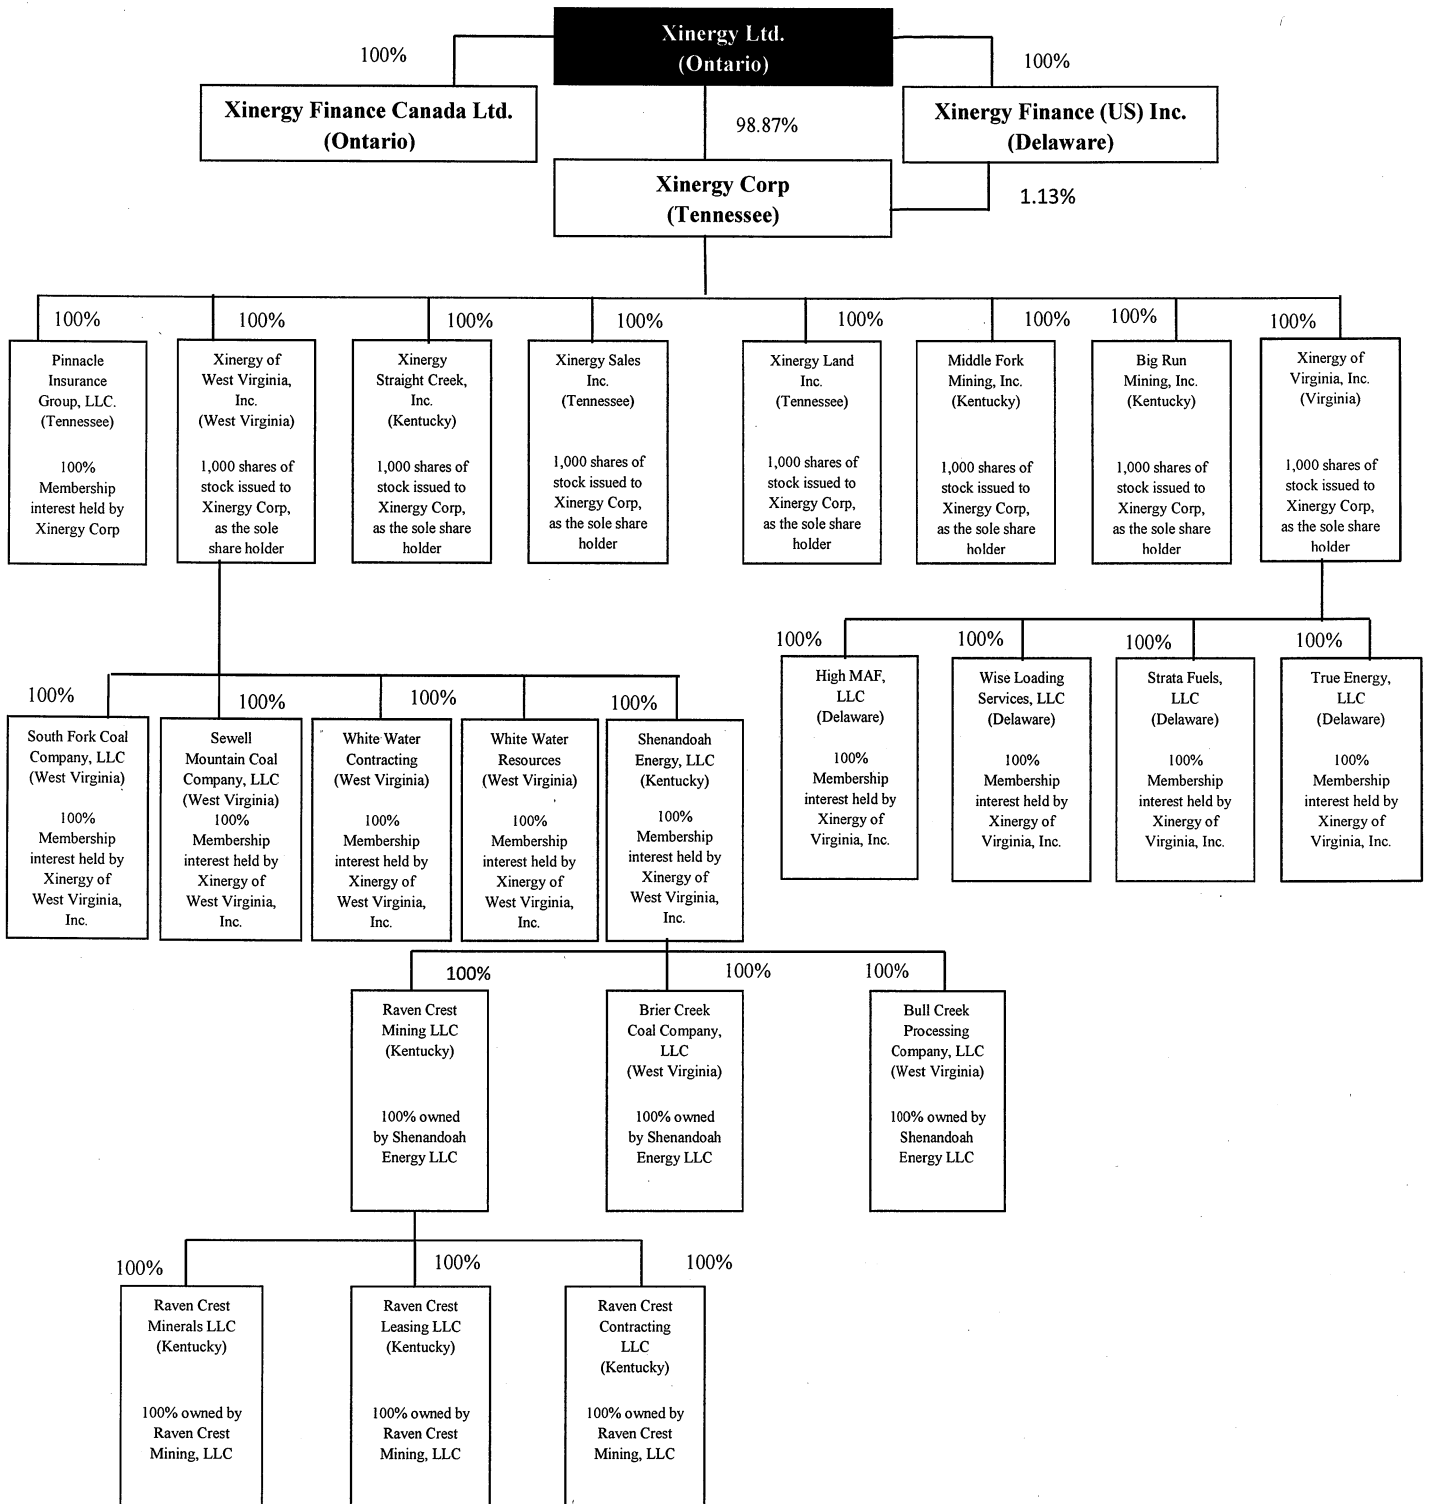 Xinergy Ltd.
(Ontario)
100%
100%
Xinergy Finance Canada Ltd.
(Ontario)
98.87%
Xinergy Finance (US) Inc.
(Delaware)
Xinergy Corp
(Tennessee)
1.13%
100%
100%
100%
100%
100%
100%
100%
100%
Pinnacle
Insurance
Group, LLC.
(Tennessee)
100%
Membership
interest held by
Xinergy Corp
Xinergy of
West Virginia,
Inc.
(West Virginia)
1,000 shares of
stock issued to
Xinergy Corp,
as the sole
share holder
Xinergy
Straight Creek,
Inc.
(Kentucky)
1,000 shares of
stock issued to
Xinergy Corp,
as the sole share
holder
Xinergy Sales
Inc.
(Tennessee)
1,000 shares of
stock issued to
Xinergy Corp,
as the sole share
holder
Xinergy Land
Inc.
(Tennessee)
1,000 shares of
stock issued to
Xinergy Corp,
as the sole share
holder
Middle Fork
Mining, Inc.
(Kentucky)
1,000 shares of
stock issued to
Xinergy Corp,
as the sole share
holder
Big Run
Mining, Inc.
(Kentucky)
1,000 shares of
stock issued to
Xinergy Corp,
as the sole share
holder
Xinergy of
Virginia, Inc.
(Virginia)
1,000 shares of
stock issued to
Xinergy Corp,
as the sole share
holder
100%
100%
100%
100%
High MAF,
LLC
(Delaware)
100%
Membership
interest held by
Xinergy of
Virginia, Inc.
Wise Loading
Services, LLC
(Delaware)
100%
Membership
interest held by
Xinergy of
Virginia, Inc.
Strata Fuels,
LLC
(Delaware)
100%
Membership
interest held by
Xinergy of
Virginia, Inc.
True Energy,
LLC
(Delaware)
100%
Membership
interest held by
Xinergy of
Virginia, Inc.
100%
100%
100%
100%
South Fork Coal
Company, LLC
(West Virginia)
100%
Membership
interest held by
Xinergy of
West Virginia,
Inc.
Sewell
Mountain Coal
Company, LLC
(West Virginia)
100%
Membership
interest held by
Xinergy of
West Virginia,
Inc.
White Water
Contracting
(West Virginia)
100%
Membership
interest held by
Xinergy of
West Virginia,
Inc.
White Water
Resources
(West Virginia)
100%
Membership
interest held by
Xinergy of
West Virginia,
Inc.
Shenandoah
Energy, LLC
(Kentucky)
100%
Membership
interest held by
Xinergy of
West Virginia,
Inc.
100%
100%
100%
Raven Crest
Mining LLC
(Kentucky)
100% owned
by Shenandoah
Energy LLC
Brier Creek
Coal Company,
LLC
(West Virginia)
100% owned
by Shenandoah
Energy LLC
Bull Creek
Processing
Company, LLC
(West Virginia)
100% owned by
Shenandoah
Energy LLC
100%
100%
100%
Raven Crest
Minerals LLC
(Kentucky)
100% owned by
Raven Crest
Mining, LLC
Raven Crest
Leasing LLC
(Kentucky)
100% owned by
Raven Crest
Mining, LLC
Raven Crest
Contracting
LLC
(Kentucky)
100% owned by
Raven Crest
Mining, LLC